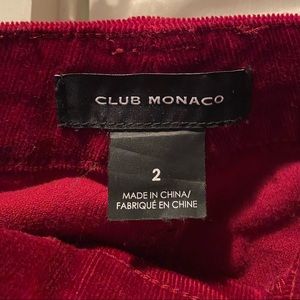 CLUB MONACO
2
MADE IN CHINA/
FABRIQUÉ EN CHINE